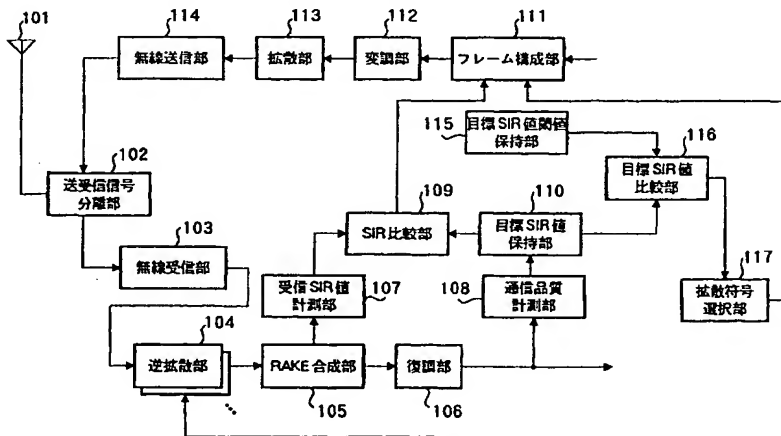 101
114
113
112
111
無線送信部
拡散部
変調部
フレーム構成部
115
目標SIR値閾値
保持部
116
目標SIR値
比較部
102
送受信信号
分離部
109
SIR比較部
110
目標SIR値
保持部
103
無線受信部
受信SIR値
計測部
107
108
通信品質
計測部
117
拡散符号
選択部
104
逆拡散部
RAKE合成部
105
復調部
106